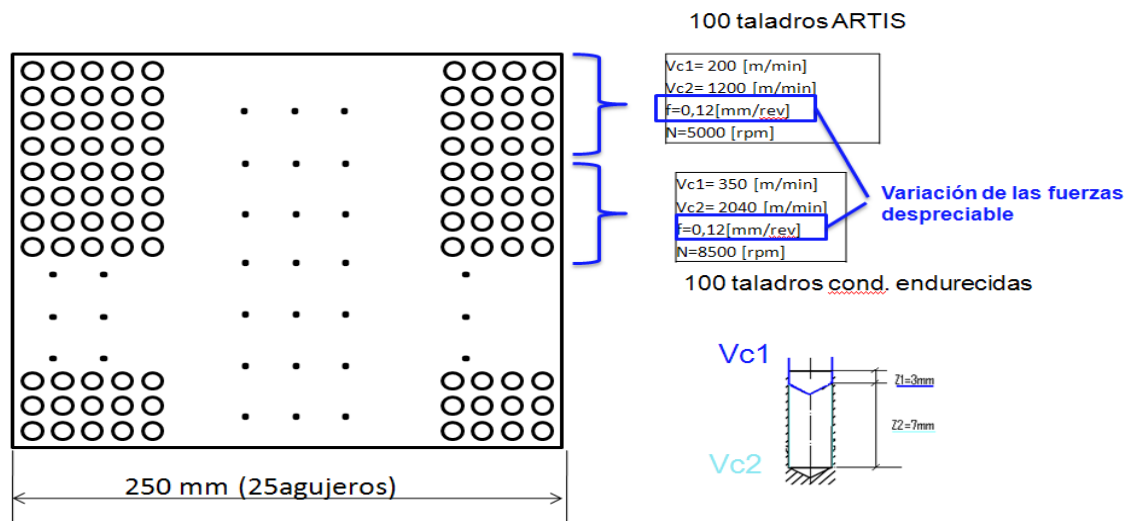 100 taladros ARTIS
Vc1= 200 [m/min]
Vc2= 1200 [m/min]
f=0,12[mm/rev]
N=5000 [rpm]
Vc1= 350 [m/min]
Vc2= 2040 [m/min]
f=0,12[mm/rev]
N=8500 [rpm]
Variación de las fuerzas
despreciable
100 taladros cond. endurecidas
Vc1
Z1=3mm
Z2=7mm
Vc2
250 mm (25agujeros)